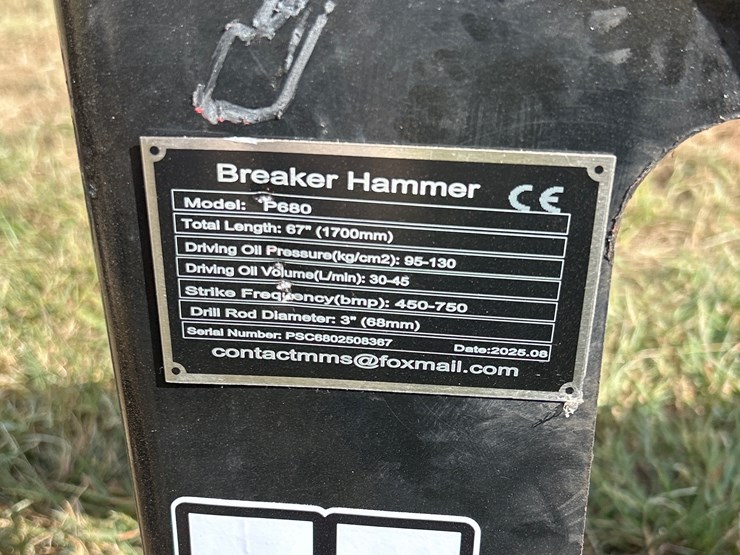 Breaker Hammer CE
Model: P680
Total Length: 67" (1700mm)
Driving Oil Pressure(kg/cm2): 95-130
Driving Oil Volume(L/min): 30-45
Strike Frequency(bmp): 450-750
Drill Rod Diameter: 3" (68mm)
Serial Number: PSC6802508367 Date:2025.08
contactmms@foxmail.com